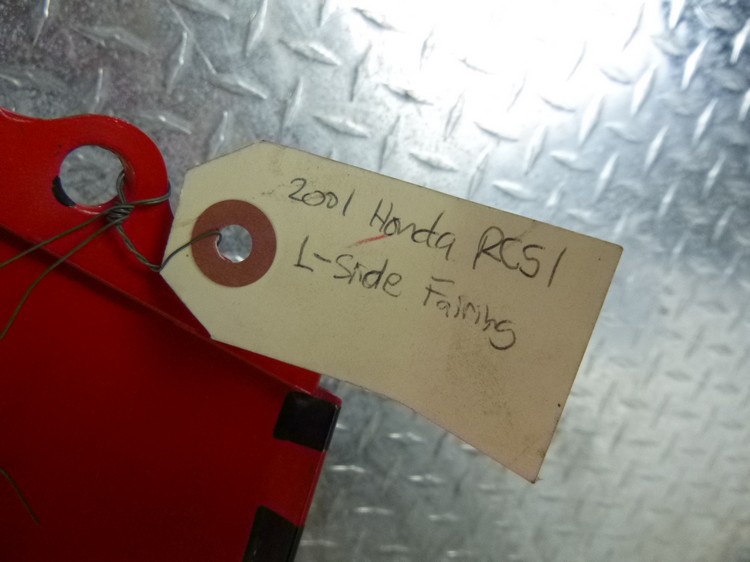 2001 Honda RC51
L-Side Fairing